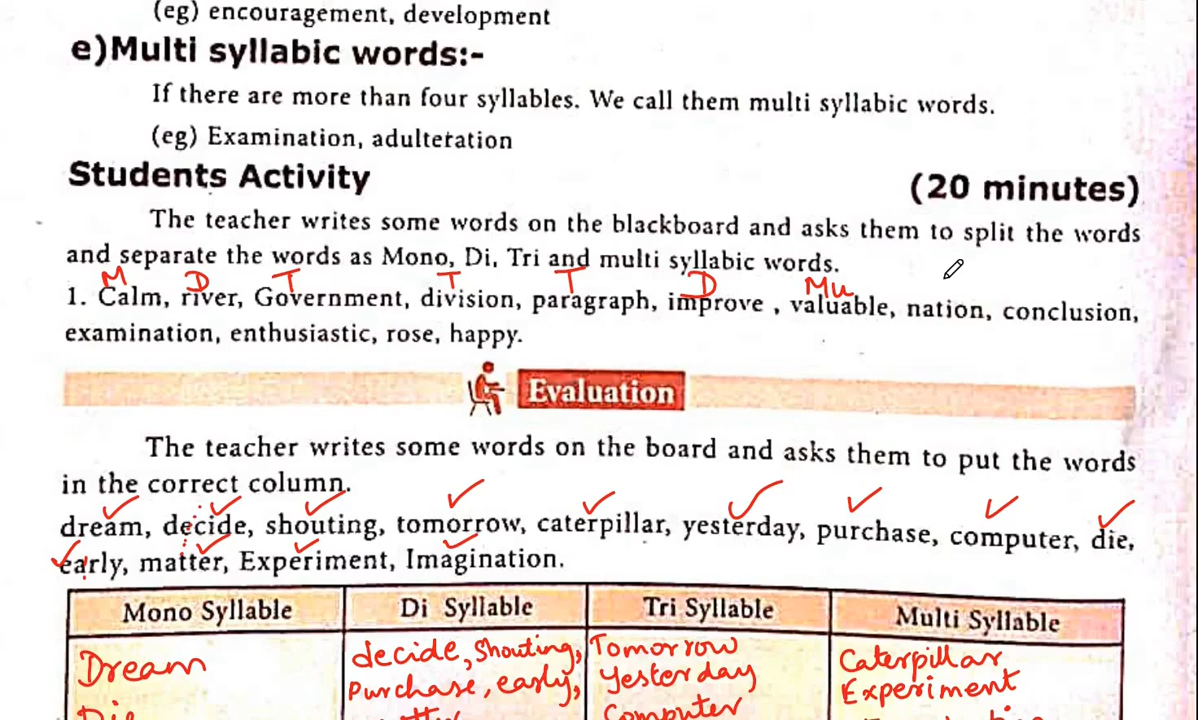 (eg) encouragement, development
e)Multi syllabic words:-
If there are more than four syllables. We call them multi syllabic words.
(eg) Examination, adulteration
Students Activity (20 minutes)
The teacher writes some words on the blackboard and asks them to split the words
and separate the words as Mono, Di, Tri and multi syllabic words.
M D T T T D Mu
1. Calm, river, Government, division, paragraph, improve , valuable, nation, conclusion,
examination, enthusiastic, rose, happy.
Evaluation
The teacher writes some words on the board and asks them to put the words
in the correct column.
dream, decide, shouting, tomorrow, caterpillar, yesterday, purchase, computer, die,
early, matter, Experiment, Imagination.
Mono Syllable Di Syllable Tri Syllable Multi Syllable
Dream decide, Shouting, Tomorrow Caterpillar
Purchase, early, yesterday Experiment
Die Computer